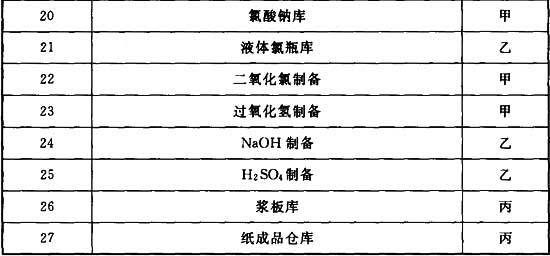 20 氯酸钠库 甲
21 液体氯瓶库 乙
22 二氧化氯制备 甲
23 过氧化氢制备 甲
24 NaOH 制备 乙
25 H₂SO₄ 制备 乙
26 浆板库 丙
27 纸成品仓库 丙